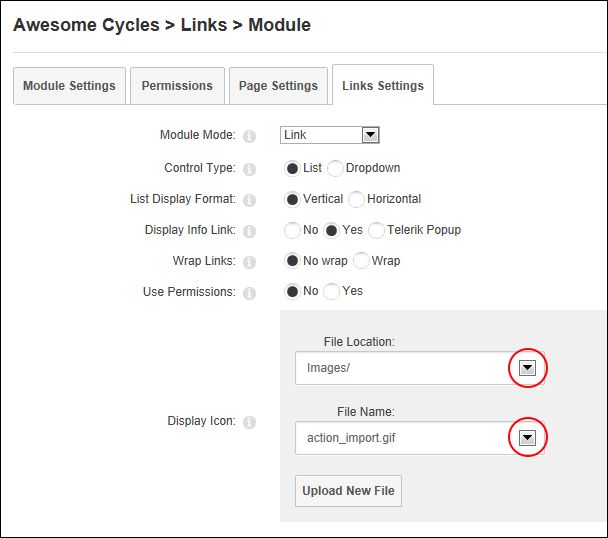 Awesome Cycles > Links > Module
Module Settings Permissions Page Settings Links Settings
Module Mode: Link
Control Type: List Dropdown
List Display Format: Vertical Horizontal
Display Info Link: No Yes Telerik Popup
Wrap Links: No wrap Wrap
Use Permissions: No Yes
File Location:
Images/
File Name:
Display Icon:
action_import.gif
Upload New File